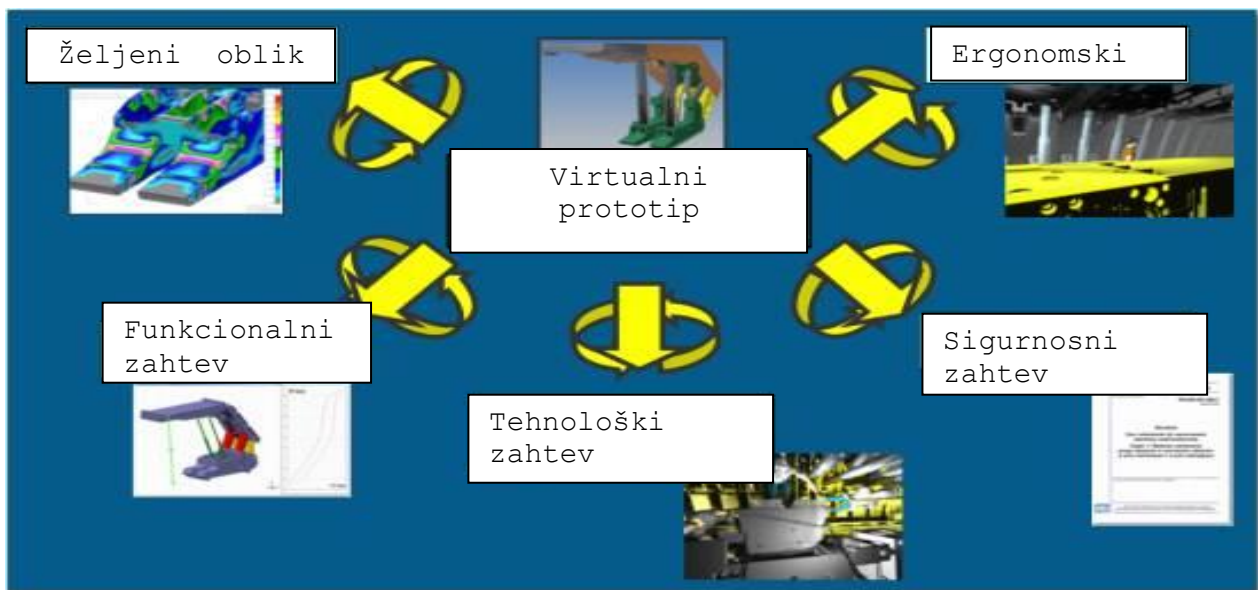 Željeni oblik
Ergonomski
Virtualni
prototip
Funkcionalni
zahtev
Sigurnosni
zahtev
Tehnološki
zahtev